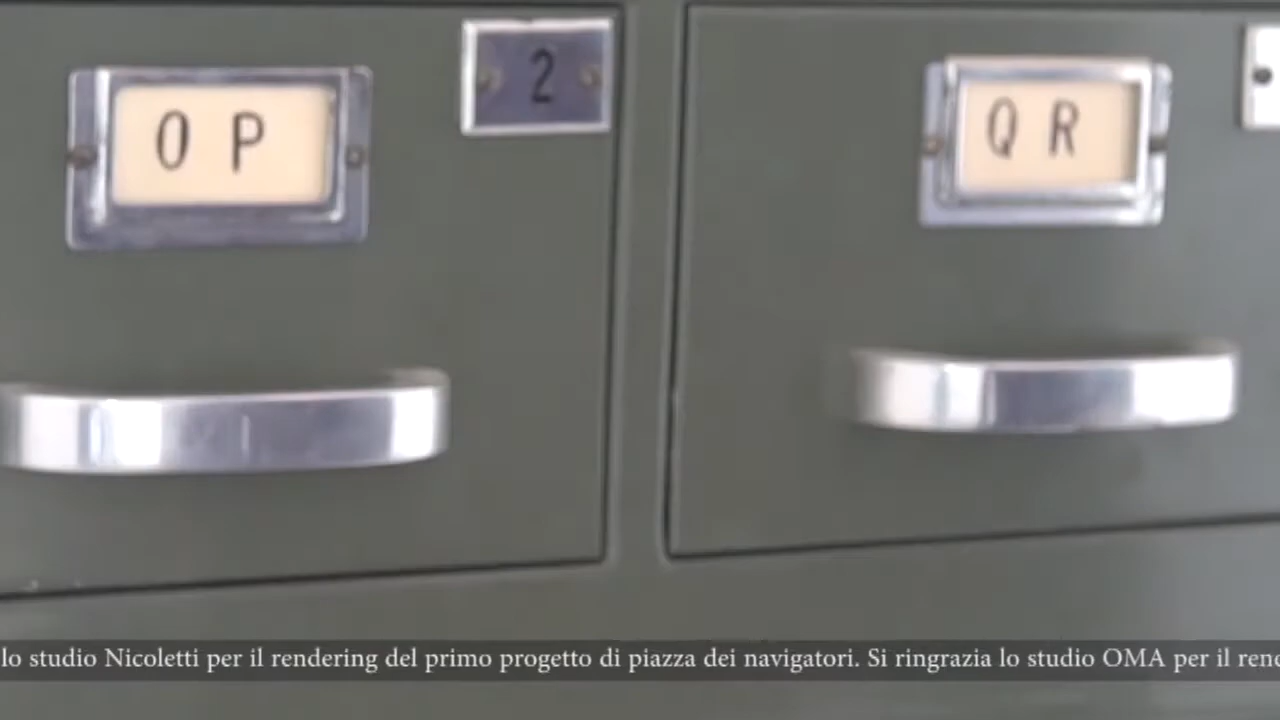 O P
2
Q R
lo studio Nicoletti per il rendering del primo progetto di piazza dei navigatori. Si ringrazia lo studio OMA per il